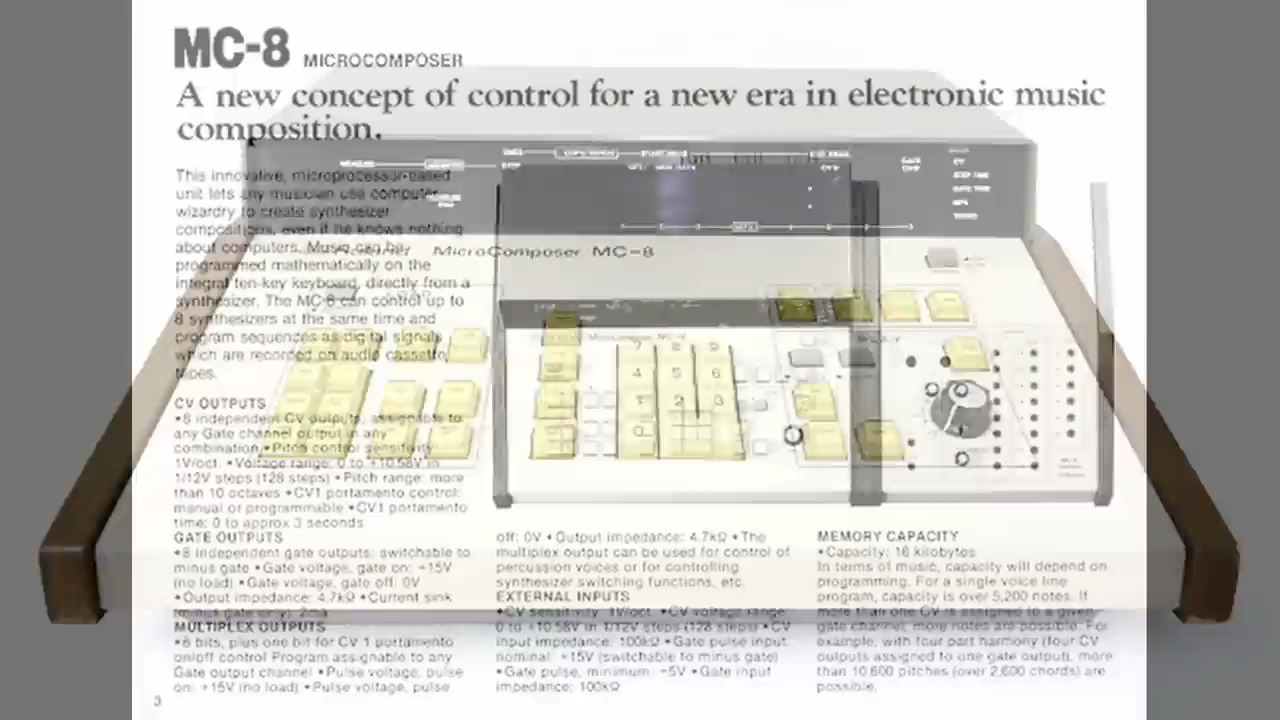 MC-8 MICROCOMPOSER
A new concept of control for a new era in electronic music
composition.
This innovative, microprocessor-based
unit lets any musician use computer
wizardry to create synthesizer
compositions, even if he knows nothing
about computers. Music can be
programmed mathematically on the
integral ten-key keyboard, directly from a
synthesizer. The MC-8 can control up to
8 synthesizers at the same time and
program sequences as digital signals
which are recorded on audio cassette
tapes.
CV OUTPUTS
•8 independent CV outputs, assignable to
any Gate channel output in any
combination •Pitch control sensitivity
1V/oct. •Voltage range: 0 to +10.58V in
1/12V steps (128 steps) •Pitch range: more
than 10 octaves •CV1 portamento control:
manual or programmable •CV1 portamento
time: 0 to approx 3 seconds
GATE OUTPUTS
•8 independent gate outputs: switchable to
minus gate •Gate voltage, gate on: +15V
(no load) •Gate voltage, gate off: 0V
•Output impedance: 4.7kΩ •Current sink
(minus gate only): 2ma
MULTIPLEX OUTPUTS
•6 bits, plus one bit for CV 1 portamento
on/off control Program assignable to any
Gate output channel •Pulse voltage, pulse
on: +15V (no load) •Pulse voltage, pulse
off: 0V •Output impedance: 4.7kΩ •The
multiplex output can be used for control of
percussion voices or for controlling
synthesizer switching functions, etc.
EXTERNAL INPUTS
•CV sensitivity: 1V/oct. •CV voltage range:
0 to +10.58V in 1/12V steps (128 steps) •CV
input impedance: 100kΩ •Gate pulse input,
nominal: +15V (switchable to minus gate)
•Gate pulse, minimum: +5V •Gate input
impedance: 100kΩ
MEMORY CAPACITY
•Capacity: 16 kilobytes
In terms of music, capacity will depend on
programming. For a single voice line
program, capacity is over 5,200 notes. If
more than one CV is assigned to a given
gate channel, more notes are possible. For
example, with four part harmony (four CV
outputs assigned to one gate output), more
than 10,600 pitches (over 2,600 chords) are
possible.
3
MicroComposer MC-8
7 8 9
4 5 6
1 2 3
0